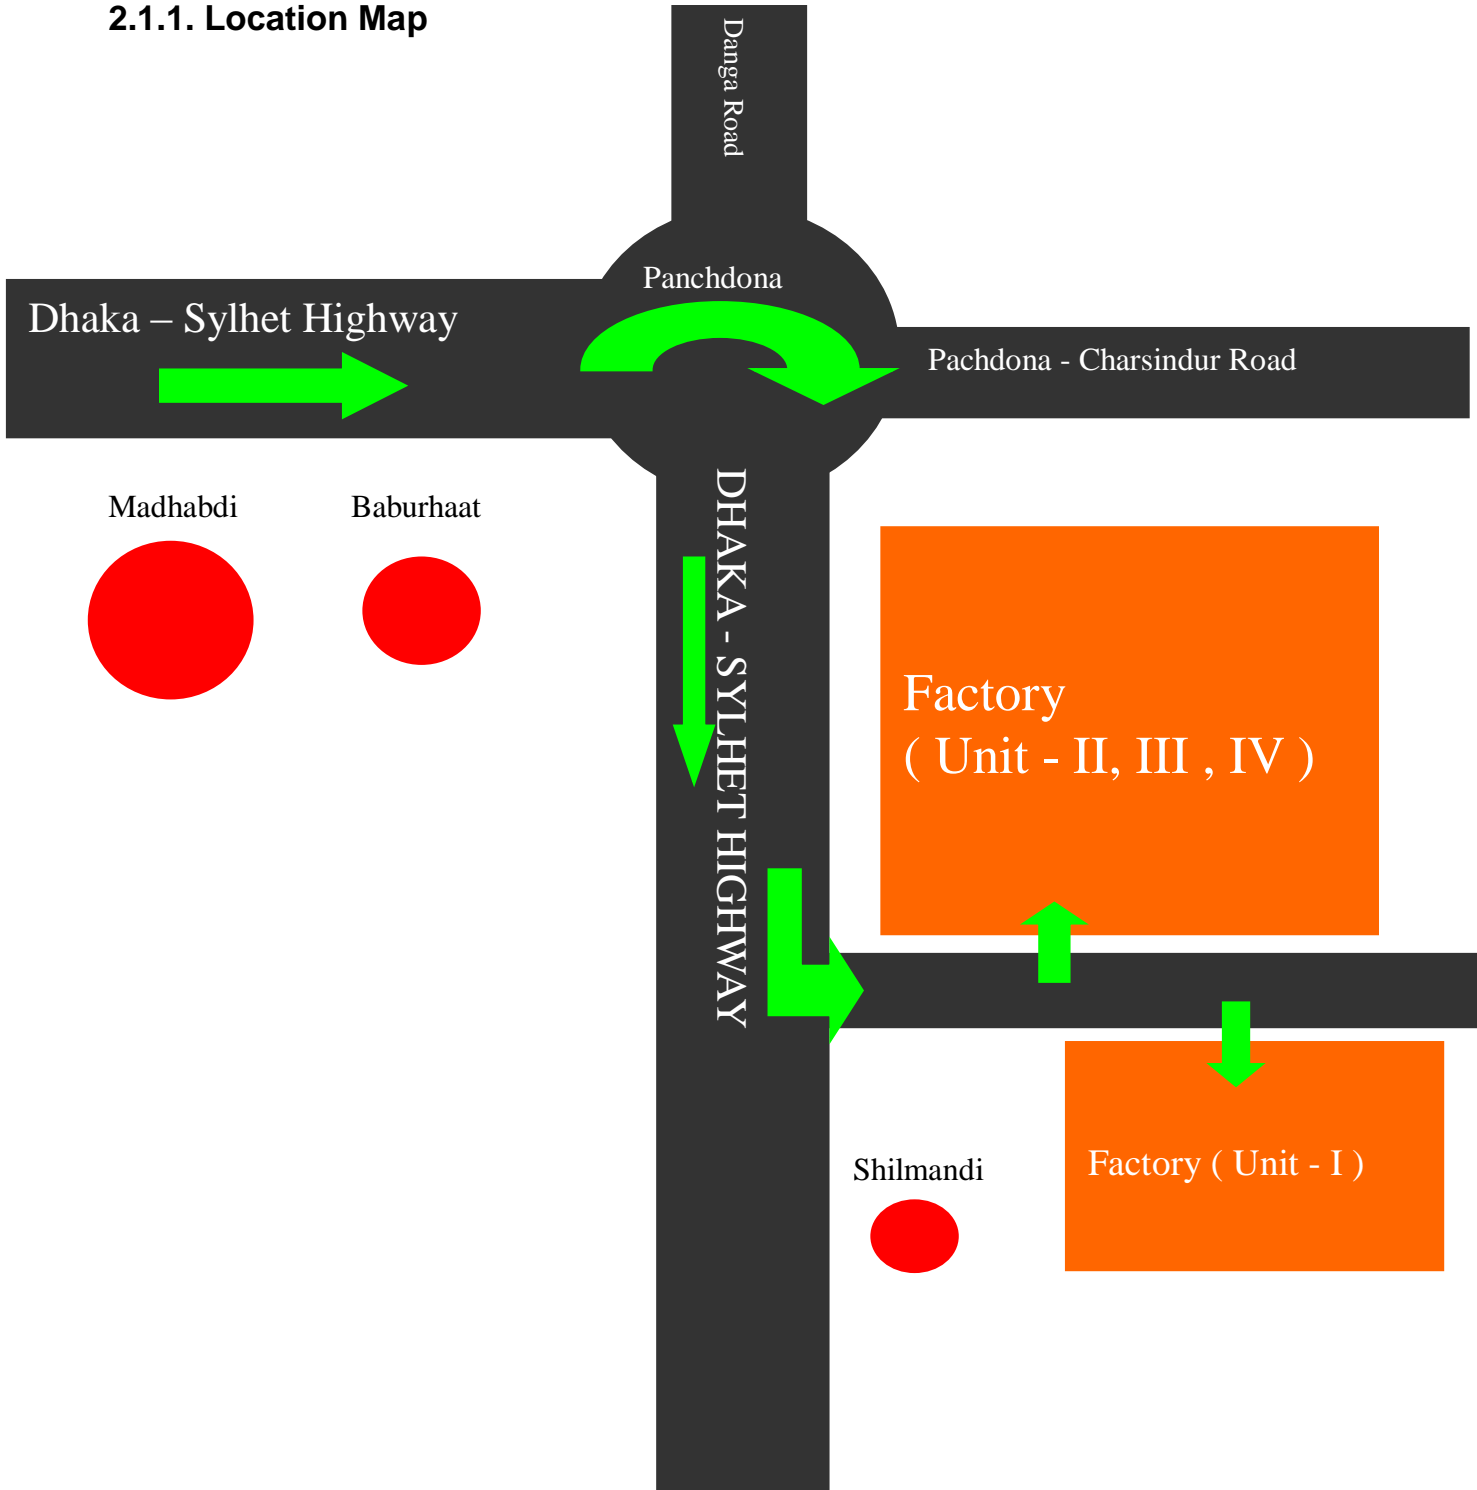 2.1.1. Location Map
Danga Road
Panchdona
Dhaka – Sylhet Highway
Pachdona - Charsindur Road
Madhabdi
Baburhaat
DHAKA - SYLHET HIGHWAY
Factory
( Unit - II, III , IV )
Shilmandi
Factory ( Unit - I )